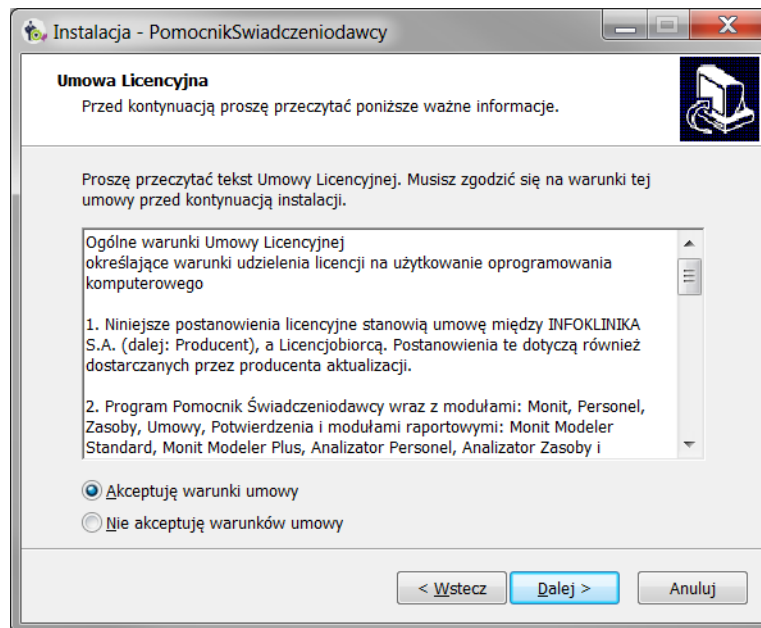 Instalacja - PomocnikSwiadczeniodawcy
Umowa Licencyjna
Przed kontynuacją proszę przeczytać poniższe ważne informacje.
Proszę przeczytać tekst Umowy Licencyjnej. Musisz zgodzić się na warunki tej
umowy przed kontynuacją instalacji.
Ogólne warunki Umowy Licencyjnej
określające warunki udzielenia licencji na użytkowanie oprogramowania
komputerowego
1. Niniejsze postanowienia licencyjne stanowią umowę między INFOKLINIKA
S.A. (dalej: Producent), a Licencjobiorcą. Postanowienia te dotyczą również
dostarczanych przez producenta aktualizacji.
2. Program Pomocnik Świadczeniodawcy wraz z modułami: Monit, Personel,
Zasoby, Umowy, Potwierdzenia i modułami raportowymi: Monit Modeler
Standard, Monit Modeler Plus, Analizator Personel, Analizator Zasoby i
Akceptuję warunki umowy
Nie akceptuję warunków umowy
< Wstecz
Dalej >
Anuluj